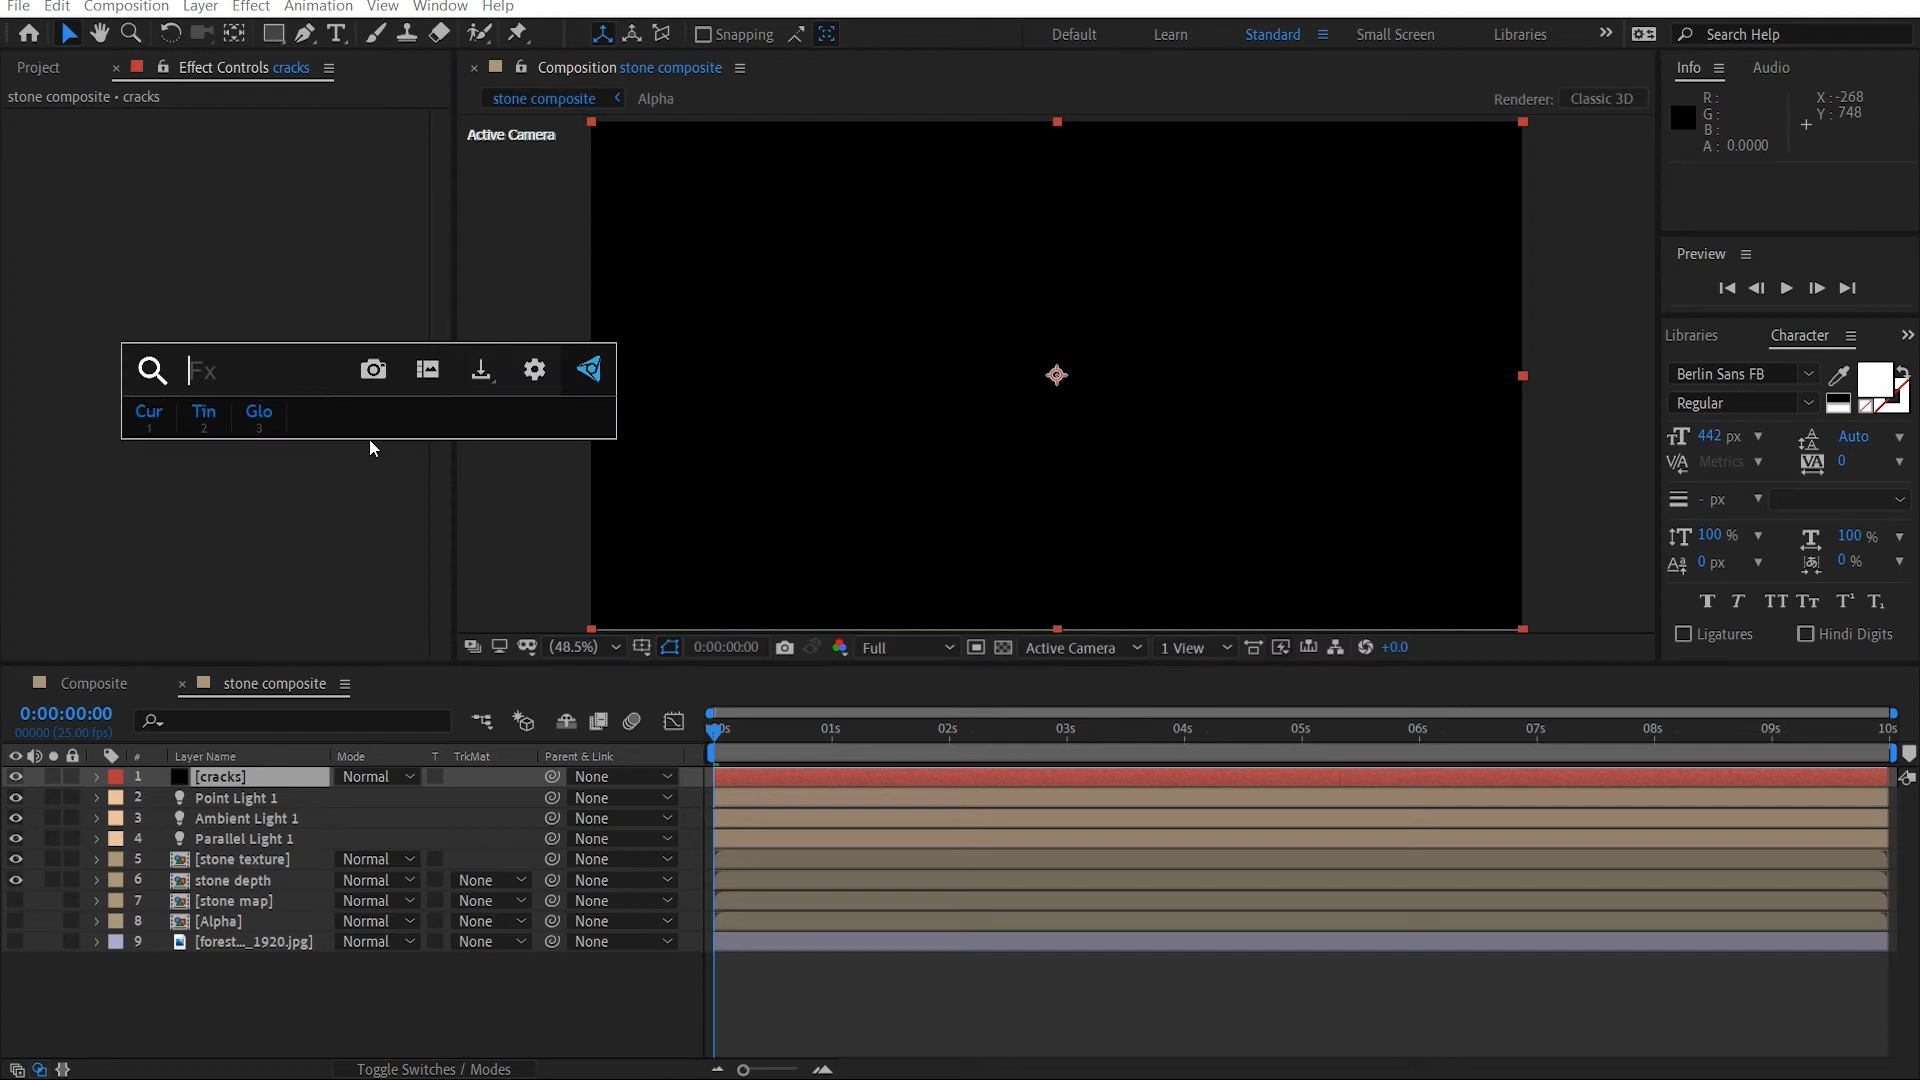 File Edit Composition Layer Effect Animation View Window Help
Snapping Default Learn Standard Small Screen Libraries Search Help
Project Effect Controls cracks
stone composite • cracks
Composition stone composite
stone composite Alpha Renderer: Classic 3D
Active Camera
Info Audio
R: X: -268
G: Y: 748
B:
A: 0.0000
Preview
Libraries Character
Berlin Sans FB
Regular
442 px Auto
Metrics 0
- px
100 % 100 %
0 px 0 %
T T TT Tt T¹ T₁
Ligatures Hindi Digits
Fx
Cur Tin Glo
1 2 3
(48.5%) 0:00:00:00 Full Active Camera 1 View +0.0
Composite stone composite
0:00:00:00
00000 (25.00 fps)
0s 01s 02s 03s 04s 05s 06s 07s 08s 09s 10s
# Layer Name Mode T TrkMat Parent & Link
1 [cracks] Normal None
2 Point Light 1 None
3 Ambient Light 1 None
4 Parallel Light 1 None
5 [stone texture] Normal None
6 stone depth Normal None None
7 [stone map] Normal None None
8 [Alpha] Normal None None
9 [forest..._1920.jpg] Normal None None
Toggle Switches / Modes